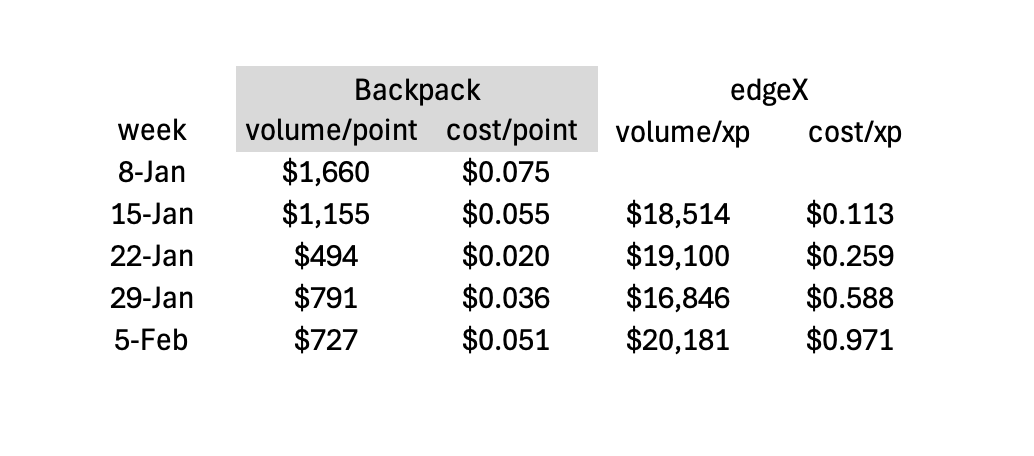 Backpack edgeX
week volume/point cost/point volume/xp cost/xp
8-Jan $1,660 $0.075
15-Jan $1,155 $0.055 $18,514 $0.113
22-Jan $494 $0.020 $19,100 $0.259
29-Jan $791 $0.036 $16,846 $0.588
5-Feb $727 $0.051 $20,181 $0.971